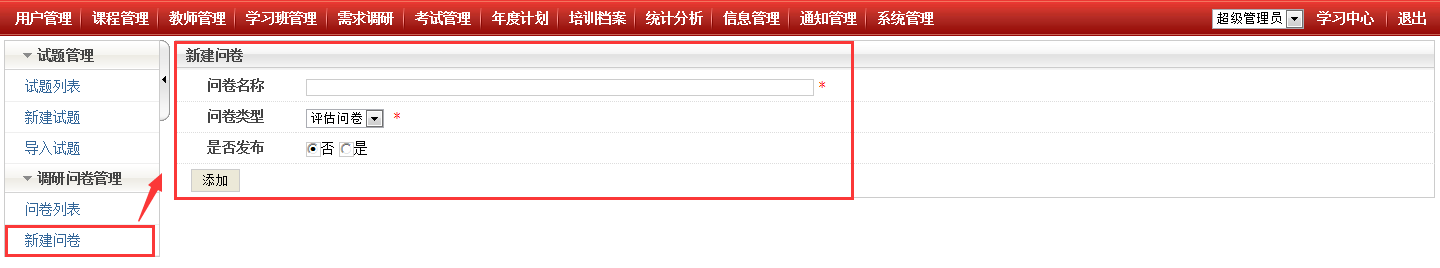 用户管理 课程管理 教师管理 学习班管理 需求调研 考试管理 年度计划 培训档案 统计分析 信息管理 通知管理 系统管理 超级管理员 学习中心 退出
试题管理
试题列表
新建试题
导入试题
调研问卷管理
问卷列表
新建问卷
新建问卷
问卷名称 *
问卷类型 评估问卷 *
是否发布 否 是
添加